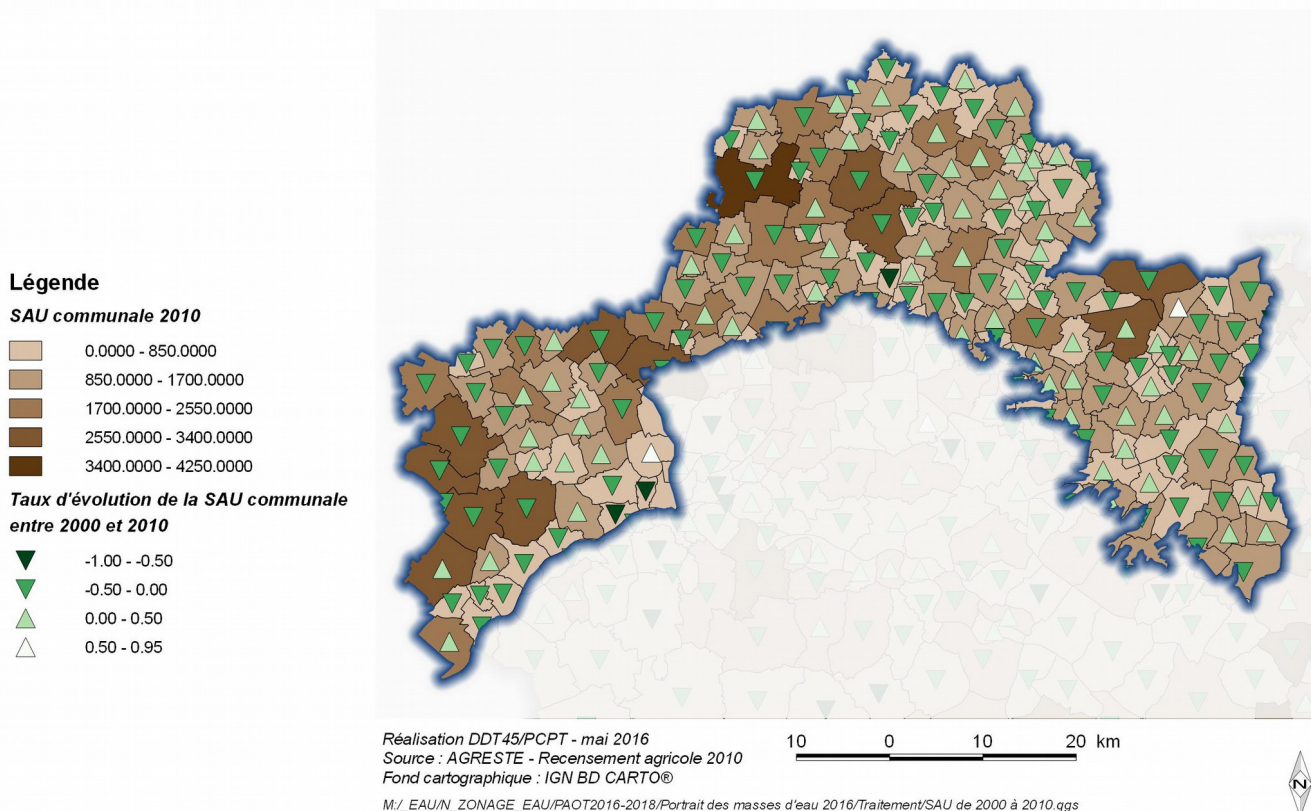 Légende
SAU communale 2010
0.0000 - 850.0000
850.0000 - 1700.0000
1700.0000 - 2550.0000
2550.0000 - 3400.0000
3400.0000 - 4250.0000
Taux d'évolution de la SAU communale
entre 2000 et 2010
-1.00 - -0.50
-0.50 - 0.00
0.00 - 0.50
0.50 - 0.95
Réalisation DDT45/PCPT - mai 2016
Source : AGRESTE - Recensement agricole 2010
Fond cartographique : IGN BD CARTO®
M:/_EAU/N_ZONAGE_EAU/PAOT2016-2018/Portrait des masses d'eau 2016/Traitement/SAU de 2000 à 2010.qgs
10 0 10 20 km
N